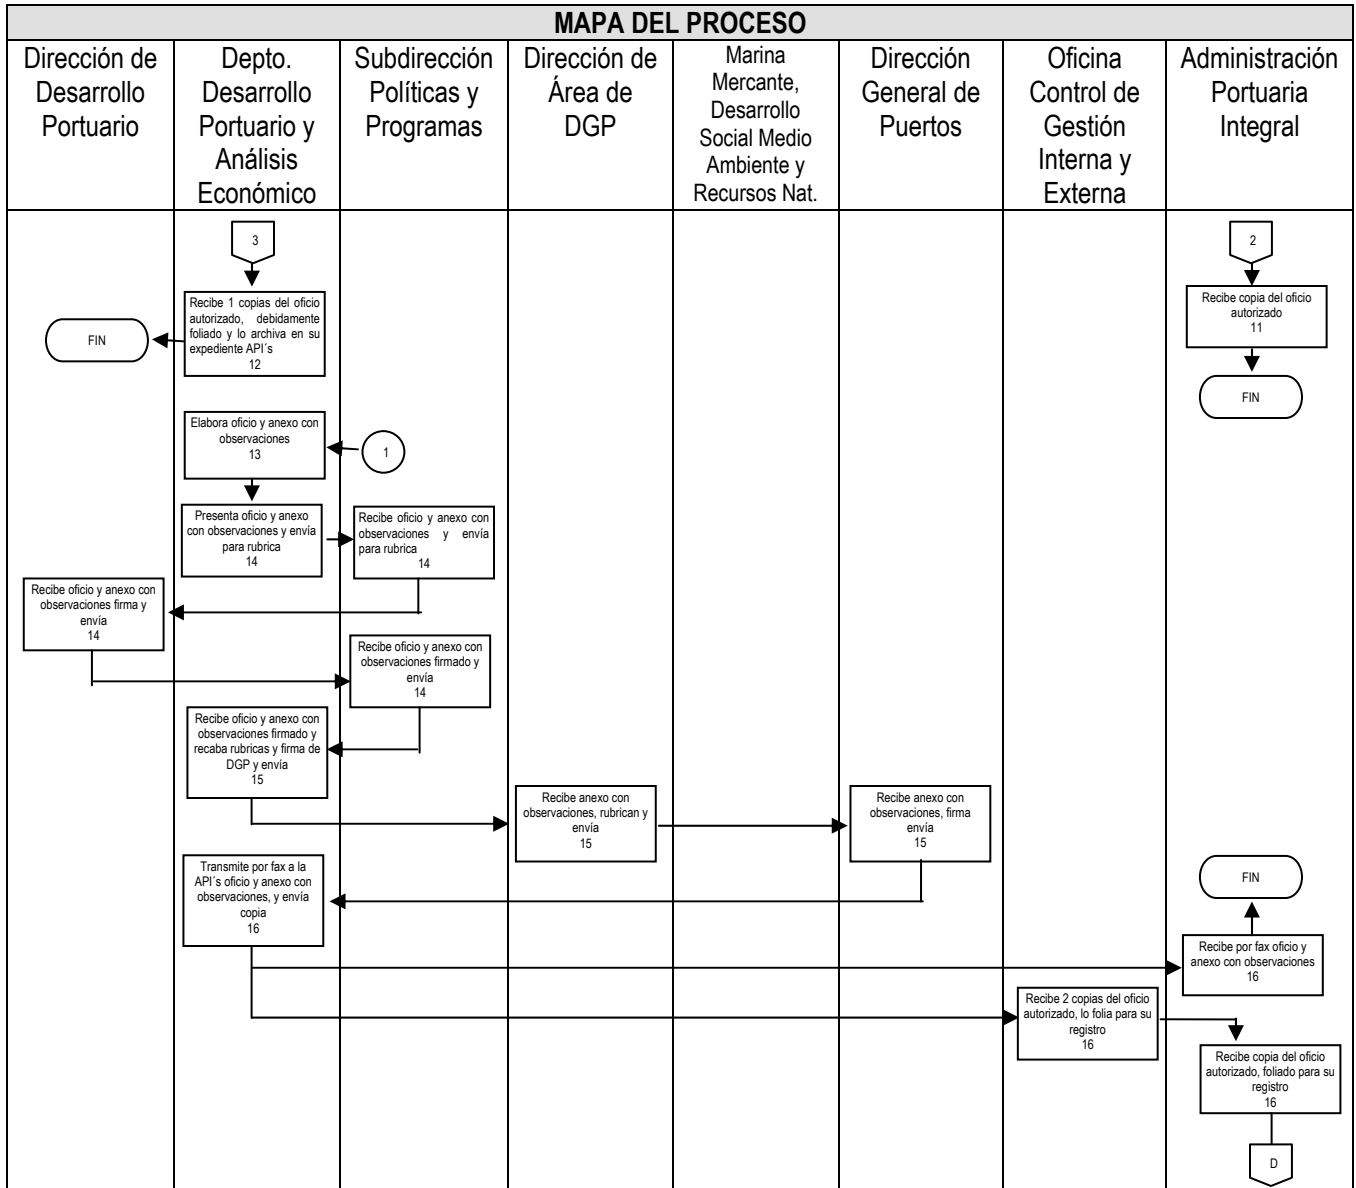 MAPA DEL PROCESO
Dirección de
Desarrollo
Portuario
Depto.
Desarrollo
Portuario y
Análisis
Económico
Subdirección
Políticas y
Programas
Dirección de
Área de
DGP
Marina
Mercante,
Desarrollo
Social Medio
Ambiente y
Recursos Nat.
Dirección
General de
Puertos
Oficina
Control de
Gestión
Interna y
Externa
Administración
Portuaria
Integral
3
2
Recibe 1 copias del oficio
autorizado, debidamente
foliado y lo archiva en su
expediente API´s
12
FIN
Recibe copia del oficio
autorizado
11
FIN
Elabora oficio y anexo con
observaciones
13
1
Presenta oficio y anexo
con observaciones y envía
para rubrica
14
Recibe oficio y anexo con
observaciones y envía
para rubrica
14
Recibe oficio y anexo con
observaciones firma y
envía
14
Recibe oficio y anexo con
observaciones firmado y
envía
14
Recibe oficio y anexo con
observaciones firmado y
recaba rubricas y firma de
DGP y envía
15
Recibe anexo con
observaciones, rubrican y
envía
15
Recibe anexo con
observaciones, firma
envía
15
Transmite por fax a la
API´s oficio y anexo con
observaciones, y envía
copia
16
FIN
Recibe por fax oficio y
anexo con observaciones
16
Recibe 2 copias del oficio
autorizado, lo folia para su
registro
16
Recibe copia del oficio
autorizado, foliado para su
registro
16
D